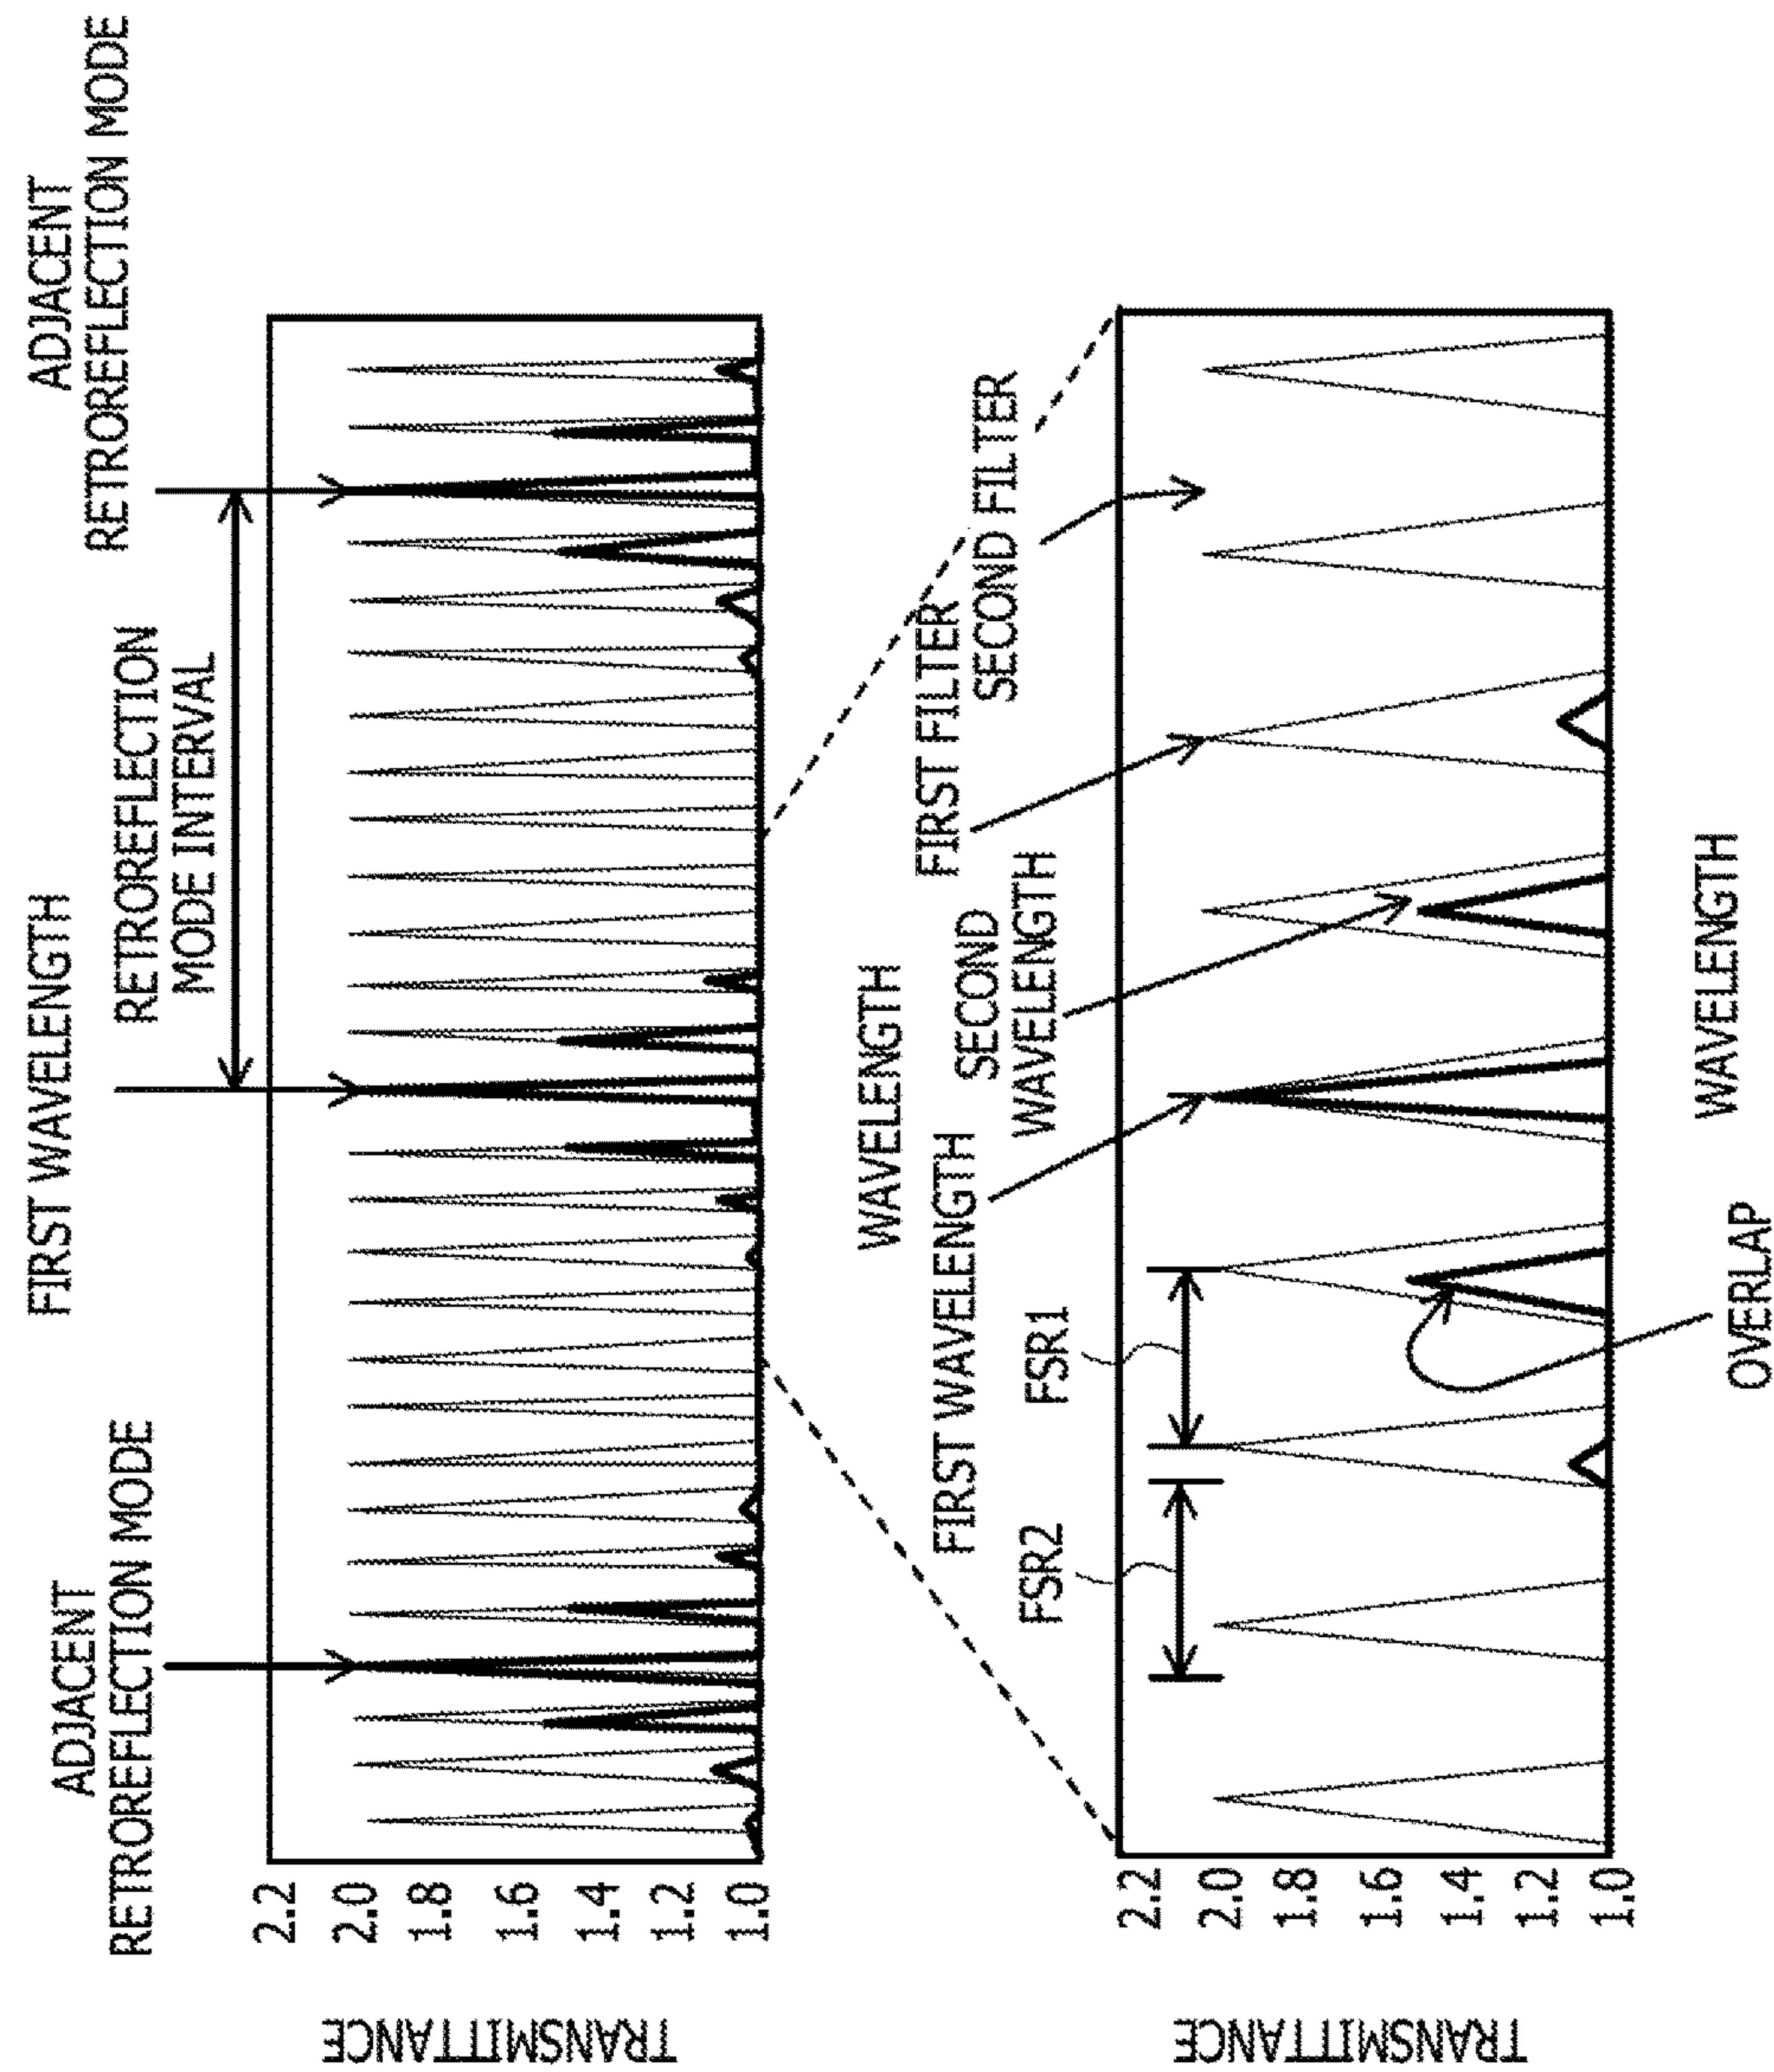 FIRST WAVELENGTH
ADJACENT
RETROREFLECTION MODE
RETROREFLECTION
MODE INTERVAL
ADJACENT
RETROREFLECTION MODE
TRANSMITTANCE
2.2
2.0
1.8
1.6
1.4
1.2
1.0
WAVELENGTH
FIRST WAVELENGTH
SECOND
WAVELENGTH
FIRST FILTER
SECOND FILTER
FSR2
FSR1
TRANSMITTANCE
2.2
2.0
1.8
1.6
1.4
1.2
1.0
WAVELENGTH
OVERLAP